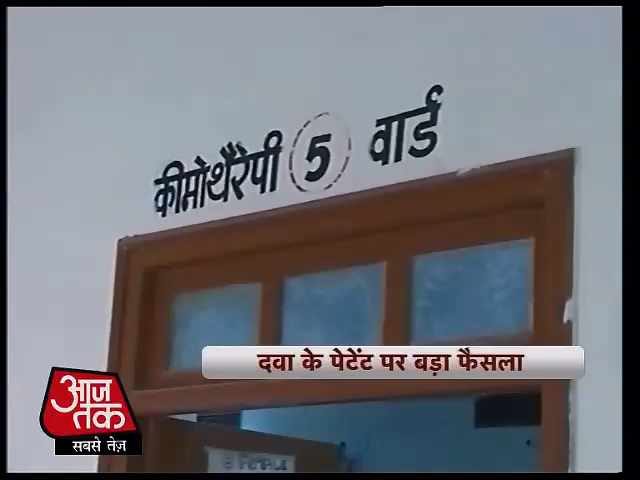 कीमोथैरेपी 5 वार्ड
दवा के पेटेंट पर बड़ा फैसला
आज
तक
सबसे तेज़